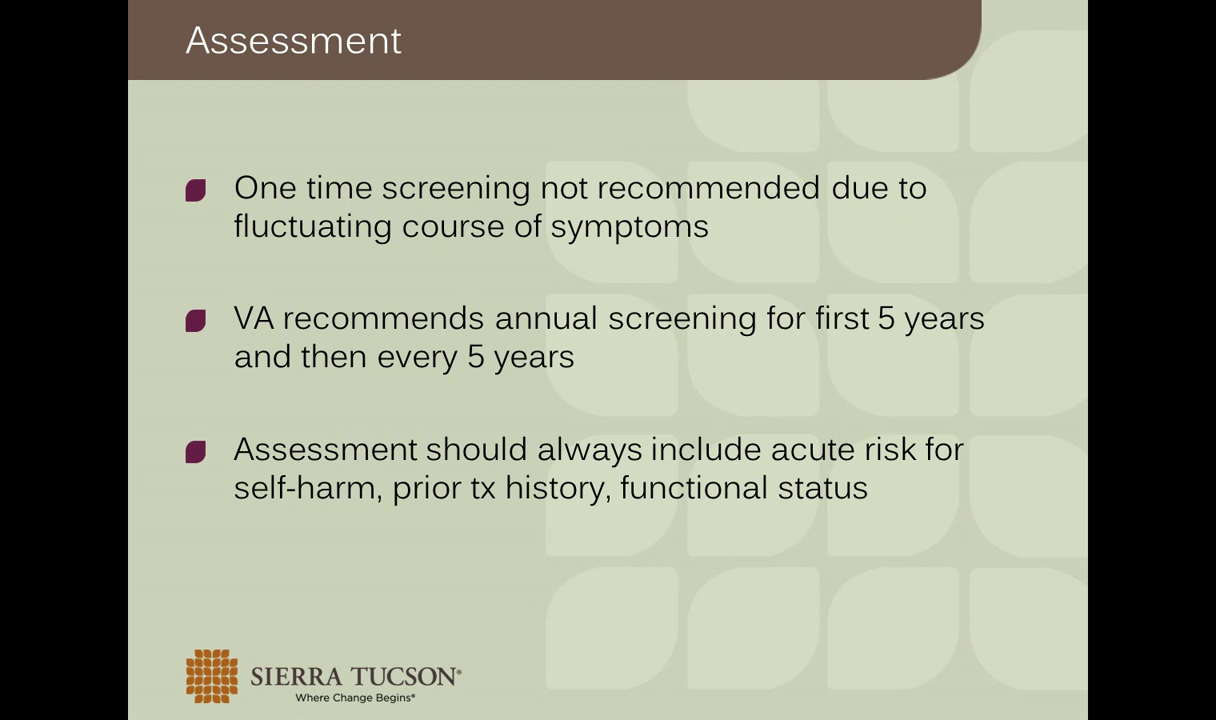 Assessment
One time screening not recommended due to
fluctuating course of symptoms
VA recommends annual screening for first 5 years
and then every 5 years
Assessment should always include acute risk for
self-harm, prior tx history, functional status
SIERRA TUCSON®
Where Change Begins®